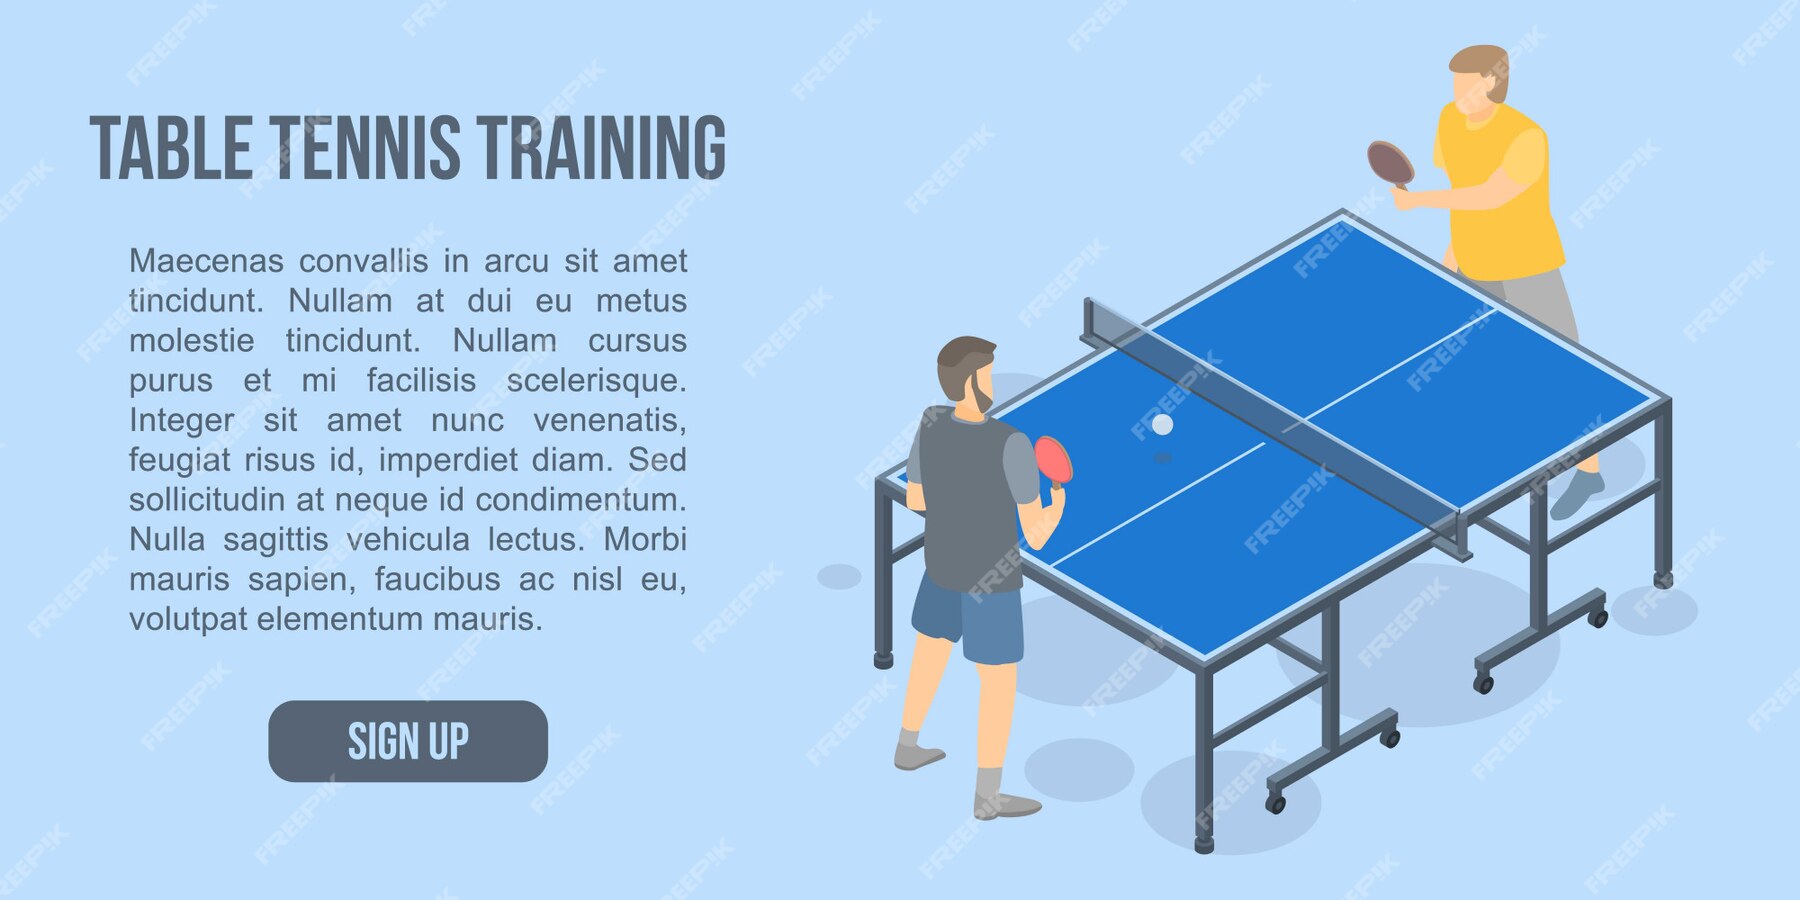 TABLE TENNIS TRAINING
Maecenas convallis in arcu sit amet
tincidunt. Nullam at dui eu metus
molestie tincidunt. Nullam cursus
purus et mi facilisis scelerisque.
Integer sit amet nunc venenatis,
feugiat risus id, imperdiet diam. Sed
sollicitudin at neque id condimentum.
Nulla sagittis vehicula lectus. Morbi
mauris sapien, faucibus ac nisl eu,
volutpat elementum mauris.
SIGN UP